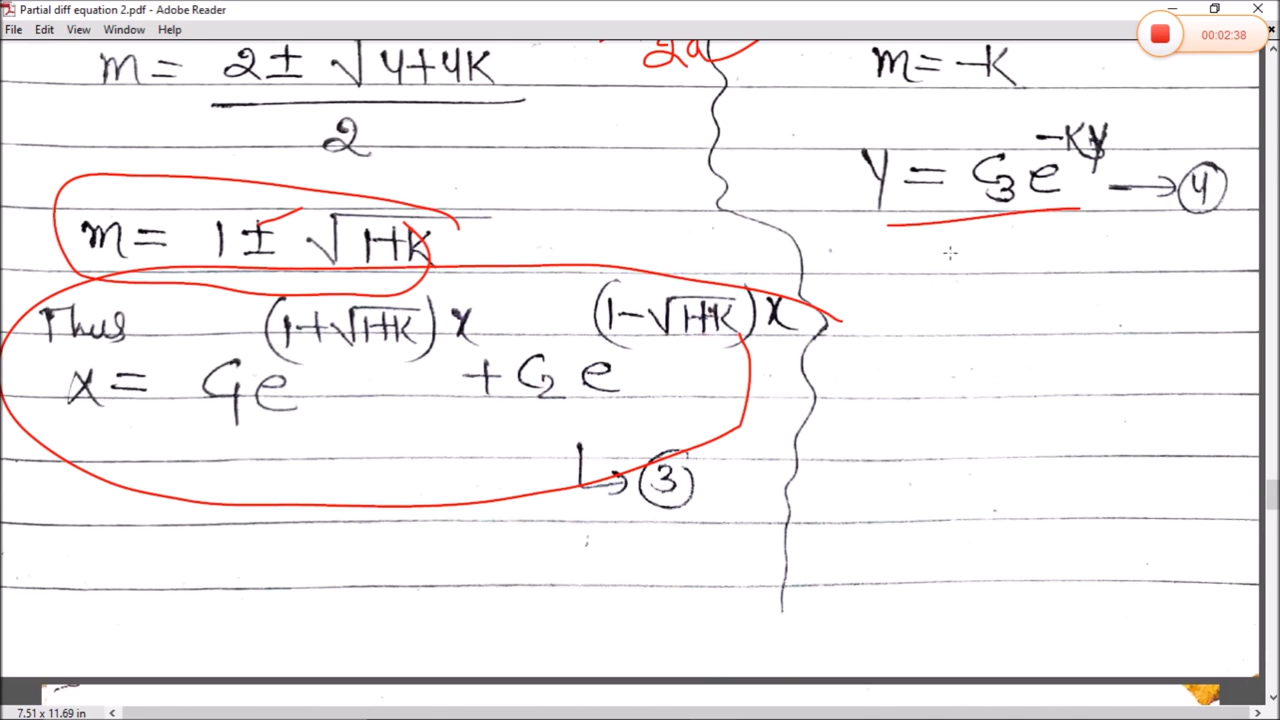 Partial diff equation 2.pdf - Adobe Reader
File Edit View Window Help
00:02:38
m = 2 ± √4+4K
2
2a
m = -K
y = C3 e^-Ky → 4
m = 1 ± √1+K
Thus
x = C1 e^(1+√1+K)x + C2 e^(1-√1+K)x
↳ 3
7.51 x 11.69 in